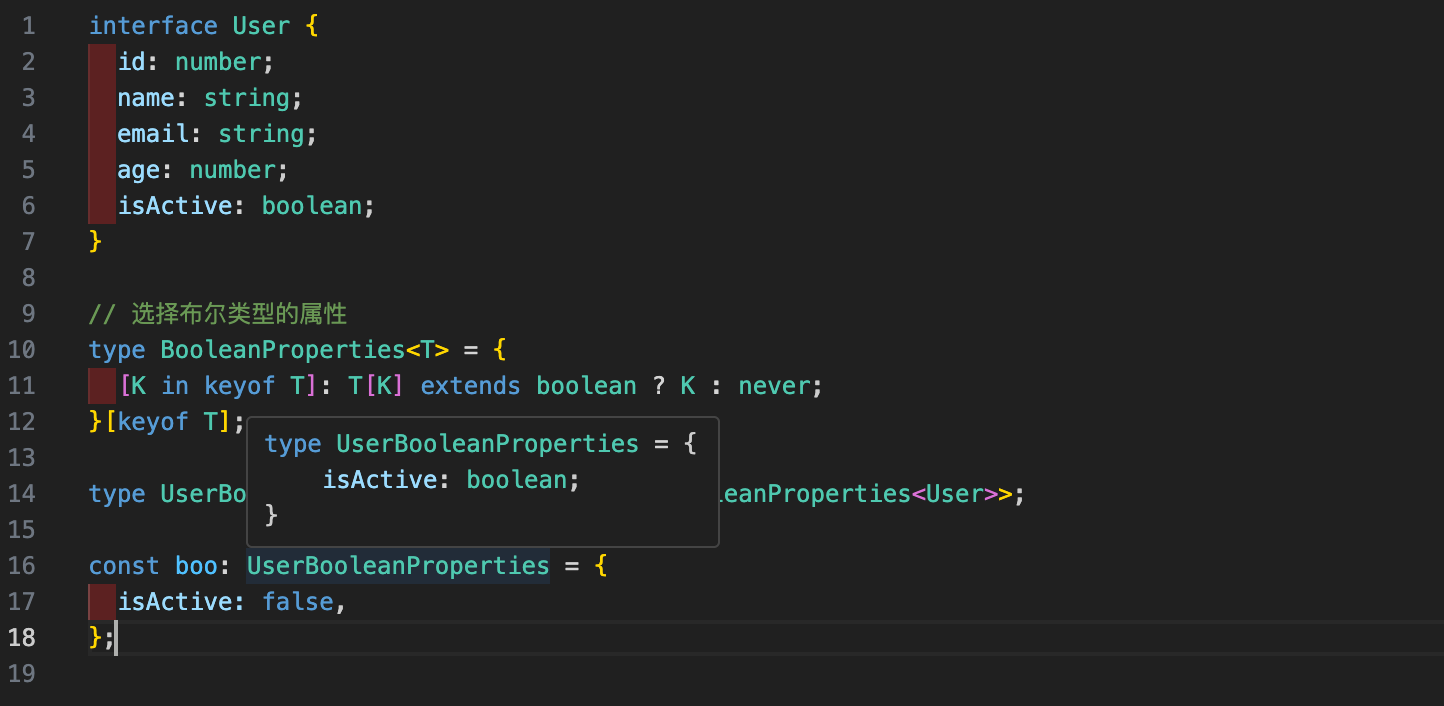 1 interface User {
2 id: number;
3 name: string;
4 email: string;
5 age: number;
6 isActive: boolean;
7 }
8
9 // 选择布尔类型的属性
10 type BooleanProperties<T> = {
11 [K in keyof T]: T[K] extends boolean ? K : never;
12 }[keyof T];
type UserBooleanProperties = {
isActive: boolean;
}
13
14 type UserBo leanProperties<User>>;
15
16 const boo: UserBooleanProperties = {
17 isActive: false,
18 };
19